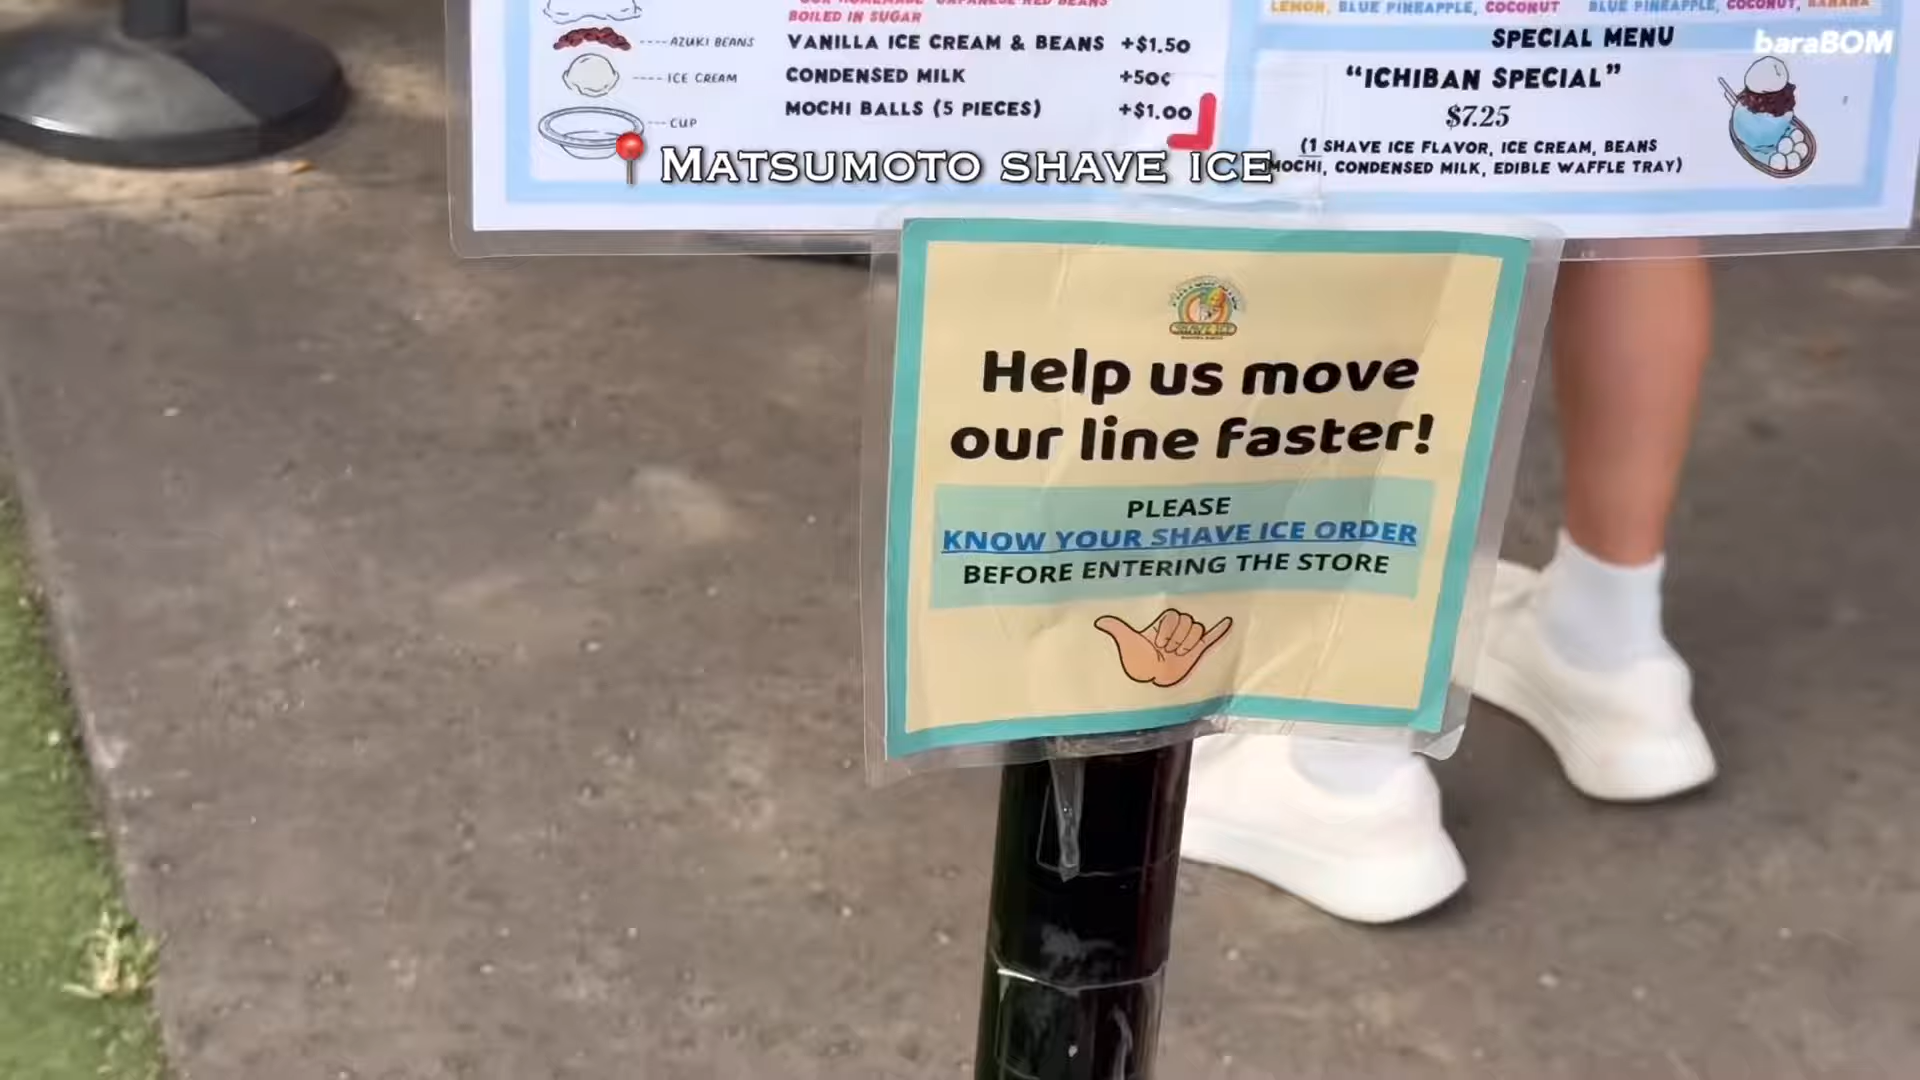 BOILED IN SUGAR
AZUKI BEANS
VANILLA ICE CREAM & BEANS +$1.50
ICE CREAM
CONDENSED MILK +50¢
MOCHI BALLS (5 PIECES) +$1.00
CUP
MATSUMOTO SHAVE ICE
LEMON, BLUE PINEAPPLE, COCONUT
BLUE PINEAPPLE, COCONUT, BANANA
SPECIAL MENU
baraBOM
"ICHIBAN SPECIAL"
$7.25
(1 SHAVE ICE FLAVOR, ICE CREAM, BEANS
MOCHI, CONDENSED MILK, EDIBLE WAFFLE TRAY)
SHAVE ICE
Help us move
our line faster!
PLEASE
KNOW YOUR SHAVE ICE ORDER
BEFORE ENTERING THE STORE